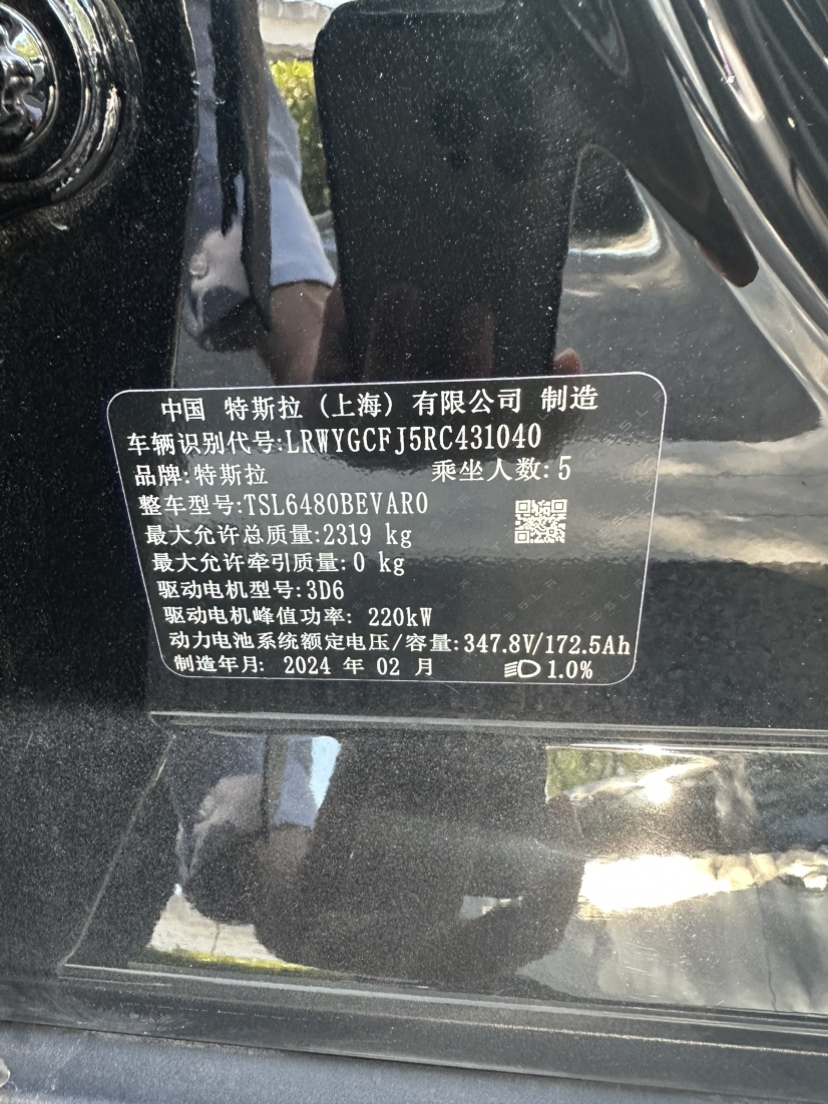 中国 特斯拉（上海）有限公司 制造
车辆识别代号:LRWYGCFJ5RC431040
品牌:特斯拉 乘坐人数:5
整车型号:TSL6480BEVAR0
最大允许总质量:2319 kg
最大允许牵引质量:0 kg
驱动电机型号:3D6
驱动电机峰值功率: 220kW
动力电池系统额定电压/容量:347.8V/172.5Ah
制造年月: 2024 年 02 月 1.0%